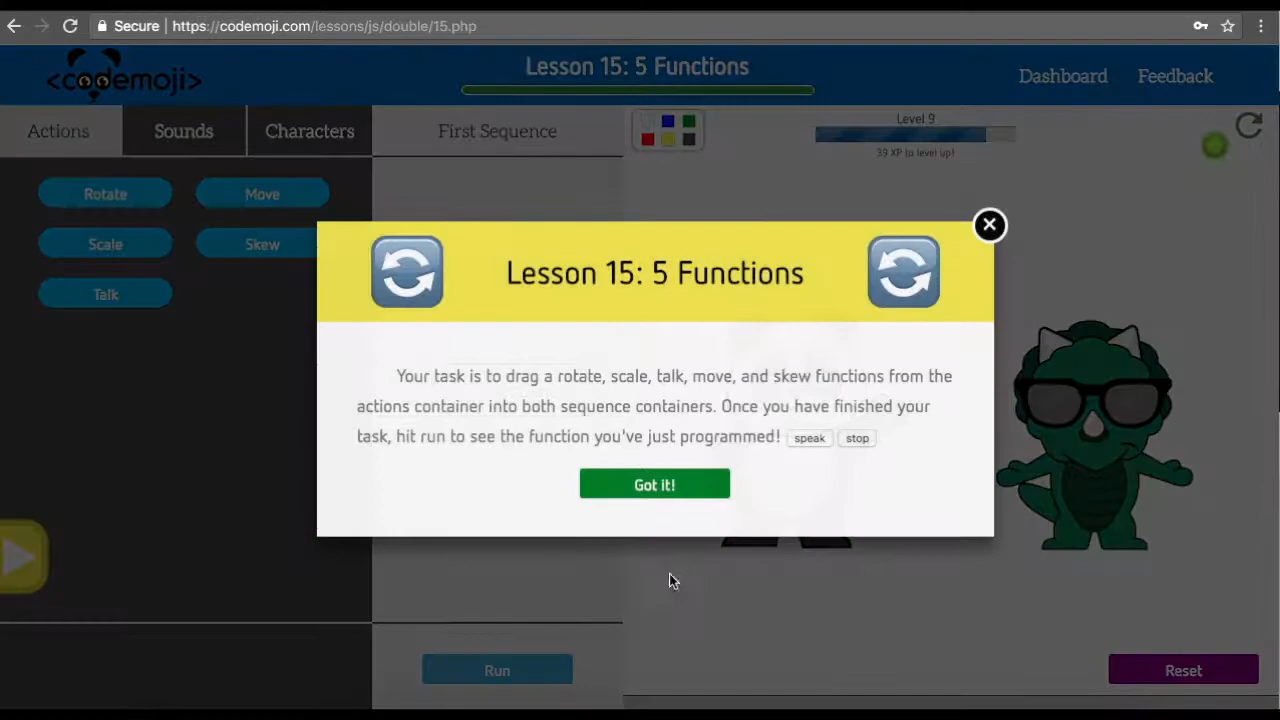 Secure | https://codemoji.com/lessons/js/double/15.php
<codemoji>
Lesson 15: 5 Functions
Dashboard
Feedback
Actions
Sounds
Characters
First Sequence
Level 9
39 XP to level up!
Rotate
Move
Scale
Skew
Talk
Lesson 15: 5 Functions
Your task is to drag a rotate, scale, talk, move, and skew functions from the
actions container into both sequence containers. Once you have finished your
task, hit run to see the function you've just programmed! speak stop
Got it!
Run
Reset